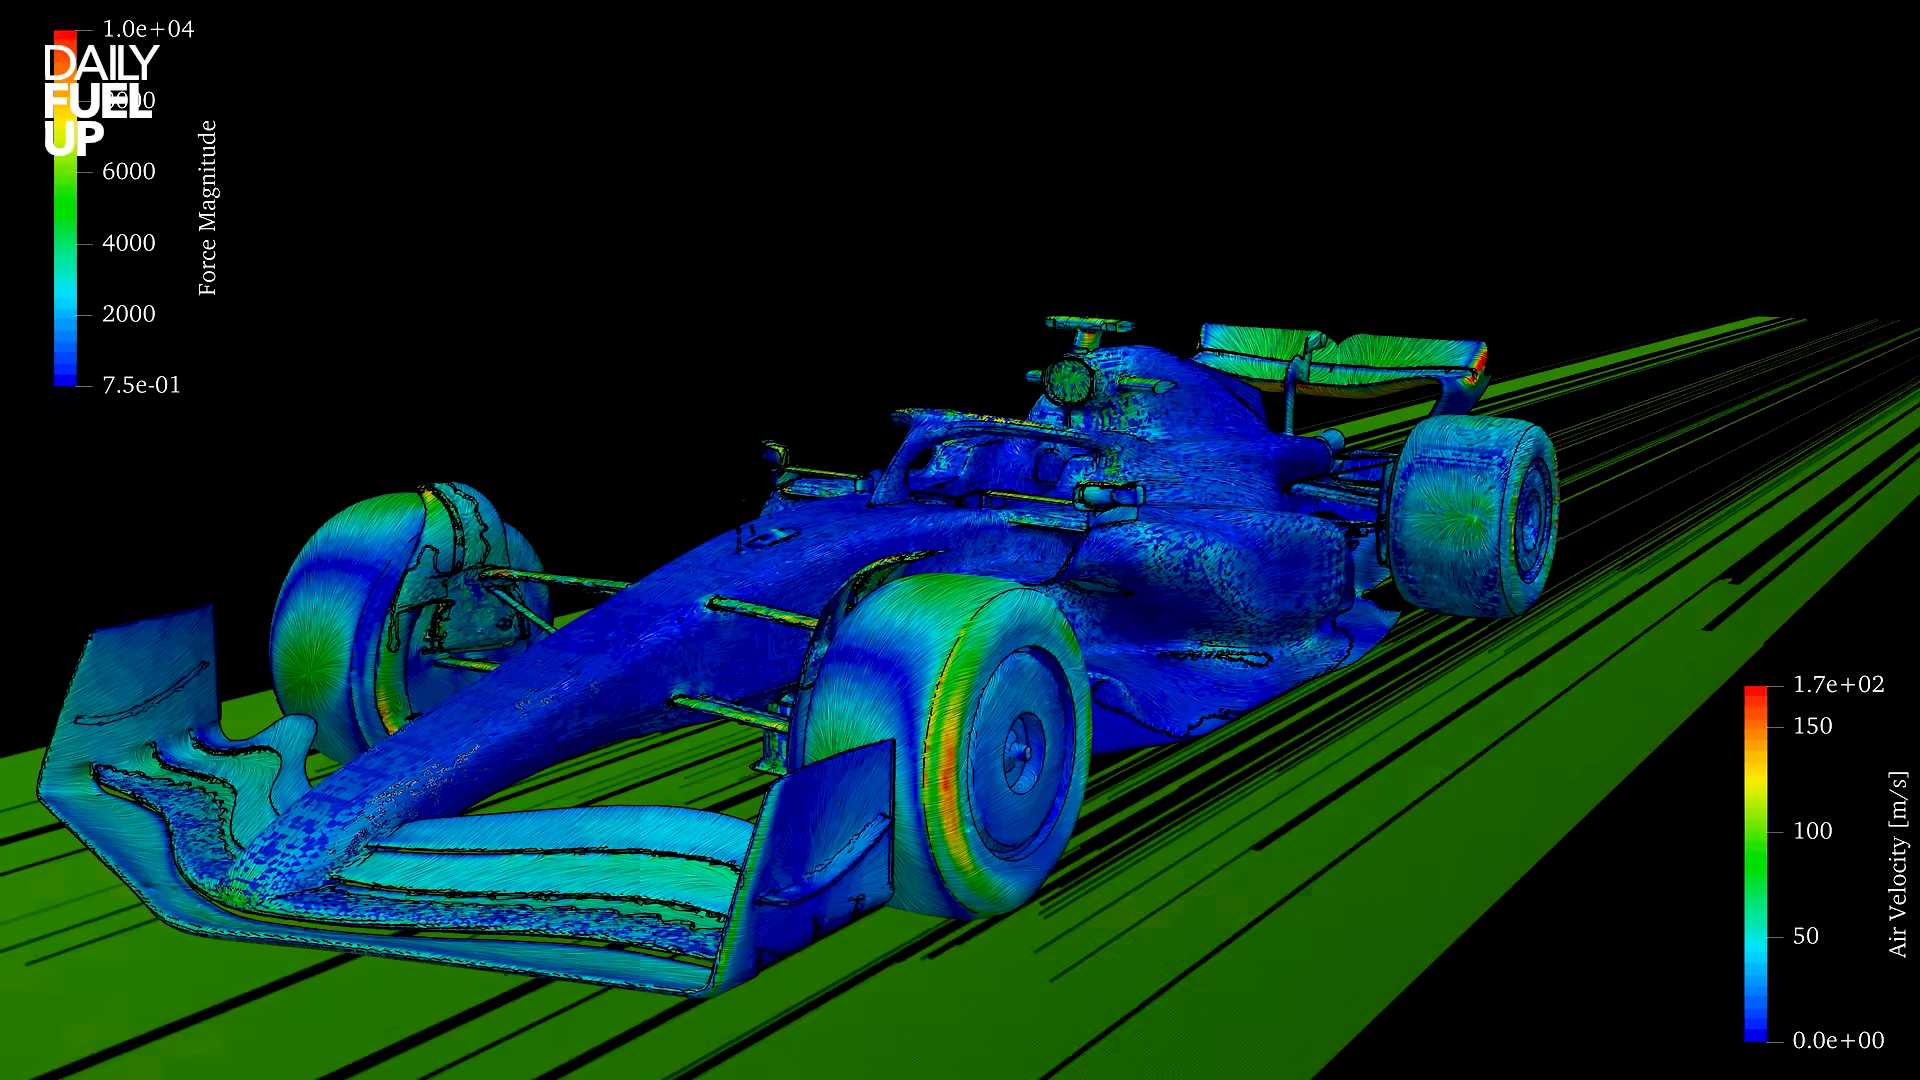 1.0e+04
DAILY
FUEL
UP
6000
4000
2000
7.5e-01
Force Magnitude
1.7e+02
150
100
50
0.0e+00
Air Velocity [m/s]